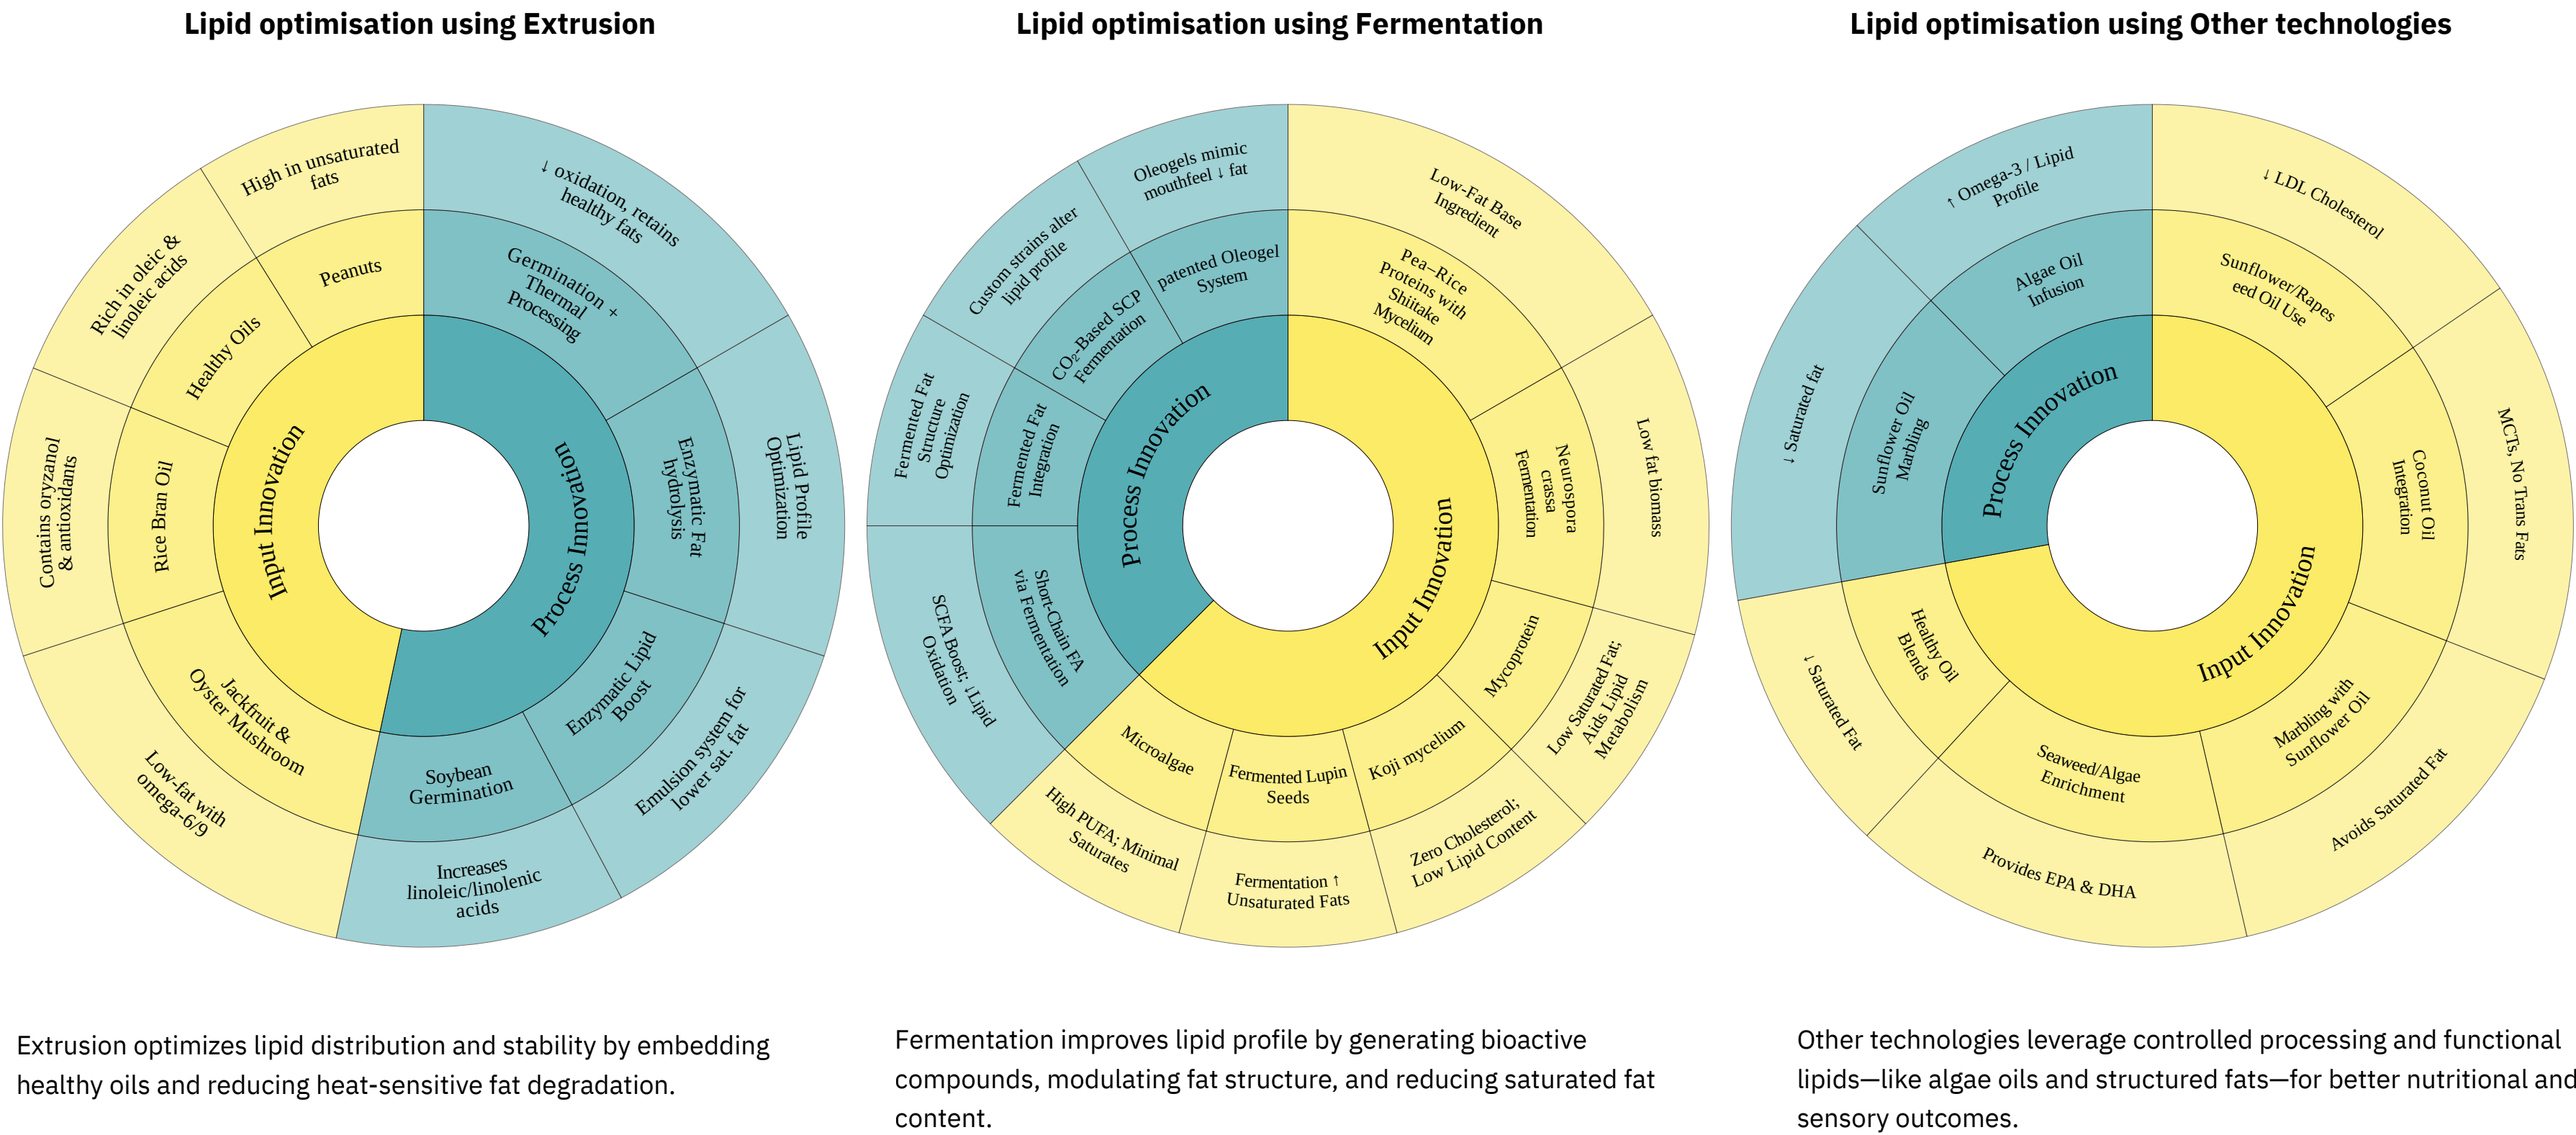 Lipid optimisation using Extrusion
High in unsaturated
fats
Rich in oleic &
linoleic acids
Contains oryzanol
& antioxidants
Low-fat with
omega-6/9
Peanuts
Healthy Oils
Rice Bran Oil
Jackfruit &
Oyster Mushroom
Input Innovation
Process Innovation
↓ oxidation, retains
healthy fats
Germination +
Thermal
Processing
Lipid Profile
Optimization
Enzymatic Fat
hydrolysis
Emulsion system for
lower sat. fat
Enzymatic Lipid
Boost
Soybean
Germination
Increases
linoleic/linolenic
acids
Extrusion optimizes lipid distribution and stability by embedding
healthy oils and reducing heat-sensitive fat degradation.
Lipid optimisation using Fermentation
Oleogels mimic
mouthfeel ↓ fat
patented Oleogel
System
Custom strains alter
lipid profile
CO₂-Based SCP
Fermentation
Fermented Fat
Structure
Optimization
Fermented Fat
Integration
SCFA Boost; ↓Lipid
Oxidation
Short-Chain FA
via Fermentation
Process Innovation
Input Innovation
Low-Fat Base
Ingredient
Pea–Rice
Proteins with
Shiitake
Mycelium
Low fat biomass
Neurospora
crassa
Fermentation
Low Saturated Fat;
Aids Lipid
Metabolism
Mycoprotein
Zero Cholesterol;
Low Lipid Content
Koji mycelium
Fermented Lupin
Seeds
Fermentation ↑
Unsaturated Fats
Microalgae
High PUFA; Minimal
Saturates
Fermentation improves lipid profile by generating bioactive
compounds, modulating fat structure, and reducing saturated fat
content.
Lipid optimisation using Other technologies
↑ Omega-3 / Lipid
Profile
Algae Oil
Infusion
↓ Saturated fat
Sunflower Oil
Marbling
Process Innovation
Input Innovation
↓ LDL Cholesterol
Sunflower/Rapes
eed Oil Use
MCTs, No Trans Fats
Coconut Oil
Integration
Avoids Saturated Fat
Marbling with
Sunflower Oil
Seaweed/Algae
Enrichment
Provides EPA & DHA
Healthy Oil
Blends
↓ Saturated Fat
Other technologies leverage controlled processing and functional
lipids—like algae oils and structured fats—for better nutritional and
sensory outcomes.